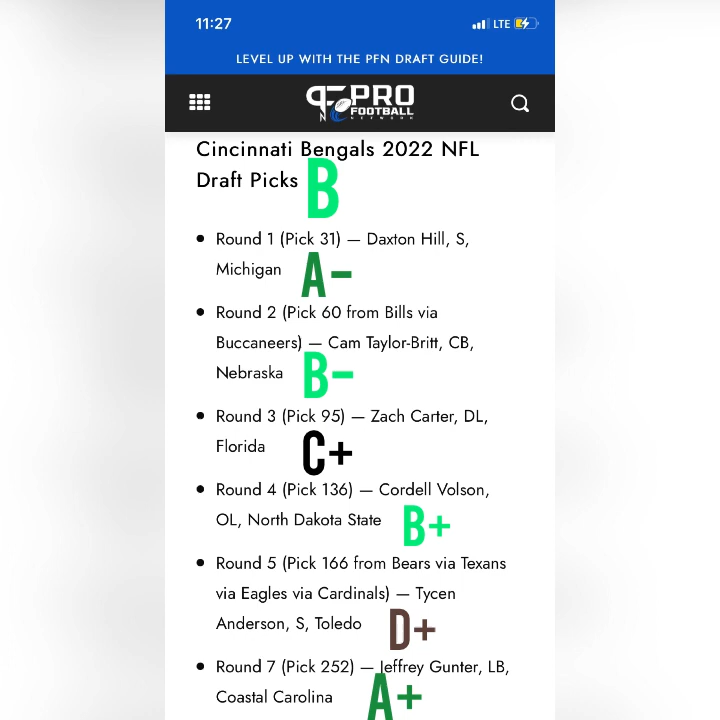 11:27
LTE
LEVEL UP WITH THE PFN DRAFT GUIDE!
PRO
FOOTBALL
NETWORK
Cincinnati Bengals 2022 NFL
Draft Picks B
• Round 1 (Pick 31) — Daxton Hill, S,
Michigan A-
• Round 2 (Pick 60 from Bills via
Buccaneers) — Cam Taylor-Britt, CB,
Nebraska B-
• Round 3 (Pick 95) — Zach Carter, DL,
Florida C+
• Round 4 (Pick 136) — Cordell Volson,
OL, North Dakota State B+
• Round 5 (Pick 166 from Bears via Texans
via Eagles via Cardinals) — Tycen
Anderson, S, Toledo D+
• Round 7 (Pick 252) — Jeffrey Gunter, LB,
Coastal Carolina A+